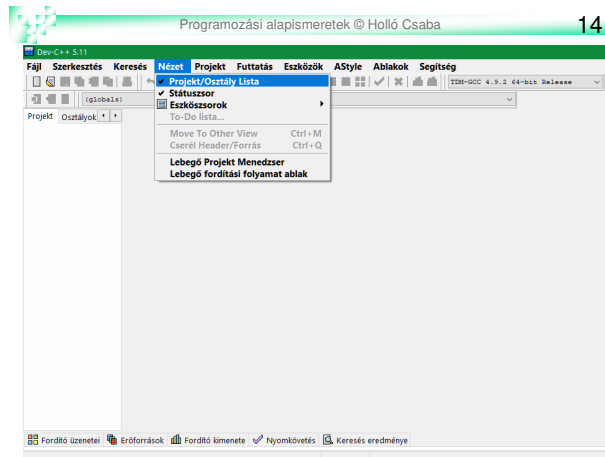 Programozási alapismeretek © Holló Csaba
14
Dev-C++ 5.11
Fájl Szerkesztés Keresés Nézet Projekt Futtatás Eszközök AStyle Ablakok Segítség
TDM-GCC 4.9.2 64-bit Release
(globals)
Projekt Osztályok
Projekt/Osztály Lista
Státuszsor
Eszköszsorok
To-Do lista...
Move To Other View Ctrl+M
Cserél Header/Forrás Ctrl+Q
Lebegő Projekt Menedzser
Lebegő fordítási folyamat ablak
Fordító üzenetei Erőforrások Fordító kimenete Nyomkövetés Keresés eredménye